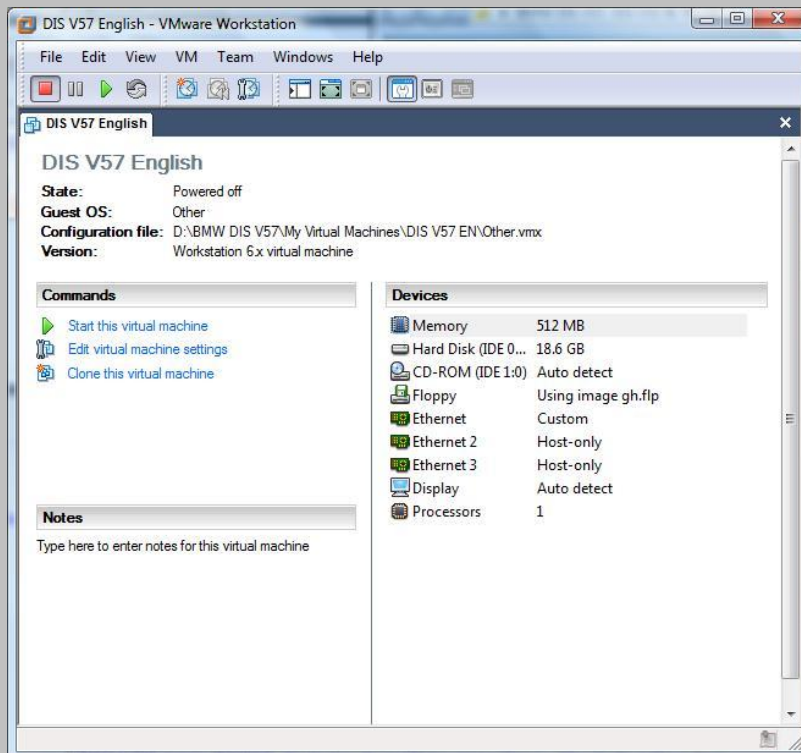 DIS V57 English - VMware Workstation
File Edit View VM Team Windows Help
DIS V57 English
DIS V57 English
State: Powered off
Guest OS: Other
Configuration file: D:\BMW DIS V57\My Virtual Machines\DIS V57 EN\Other.vmx
Version: Workstation 6.x virtual machine
Commands
Start this virtual machine
Edit virtual machine settings
Clone this virtual machine
Notes
Type here to enter notes for this virtual machine
Devices
Memory 512 MB
Hard Disk (IDE 0... 18.6 GB
CD-ROM (IDE 1:0) Auto detect
Floppy Using image gh.flp
Ethernet Custom
Ethernet 2 Host-only
Ethernet 3 Host-only
Display Auto detect
Processors 1